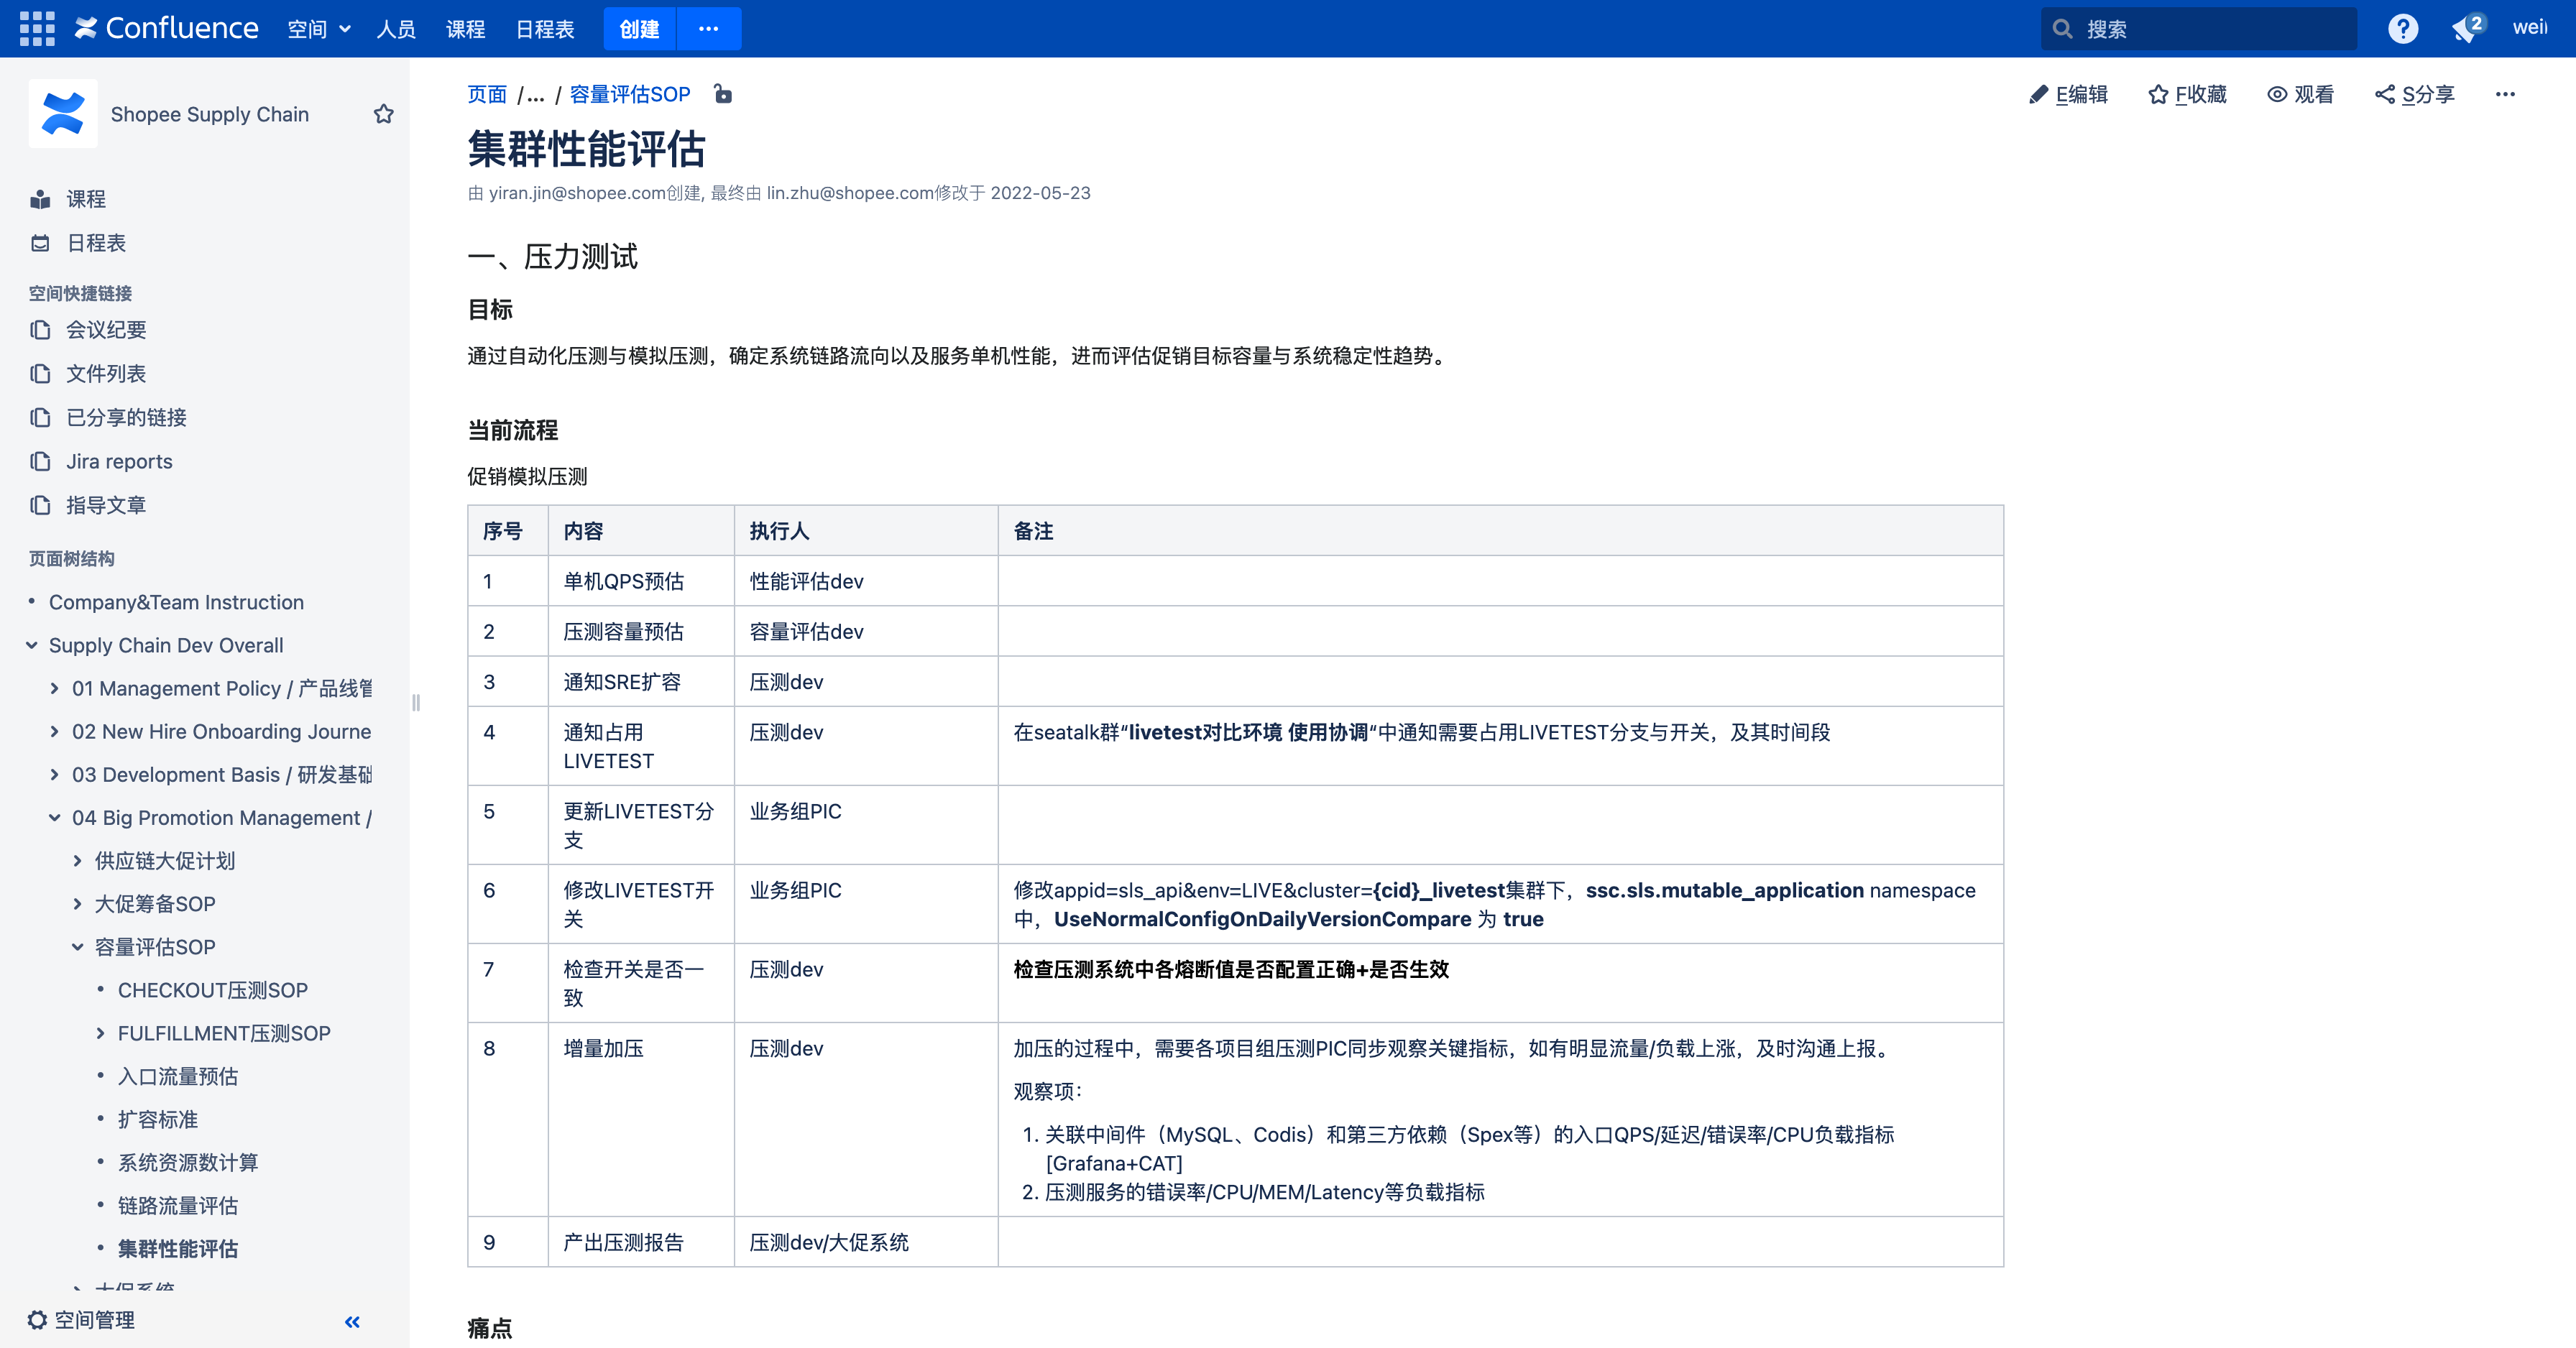 Confluence 空间 人员 课程 日程表 创建 ··· 搜索 2
Shopee Supply Chain
课程
日程表
空间快捷链接
会议纪要
文件列表
已分享的链接
Jira reports
指导文章
页面树结构
Company&Team Instruction
Supply Chain Dev Overall
01 Management Policy / 产品线管
02 New Hire Onboarding Journe
03 Development Basis / 研发基础
04 Big Promotion Management /
供应链大促计划
大促筹备SOP
容量评估SOP
CHECKOUT压测SOP
FULFILLMENT压测SOP
入口流量预估
扩容标准
系统资源数计算
链路流量评估
集群性能评估
大促系统
空间管理
页面 /... / 容量评估SOP
E编辑 F收藏 观看 S分享 ···
集群性能评估
由 yiran.jin@shopee.com创建, 最终由 lin.zhu@shopee.com修改于 2022-05-23
一、压力测试
目标
通过自动化压测与模拟压测，确定系统链路流向以及服务单机性能，进而评估促销目标容量与系统稳定性趋势。
当前流程
促销模拟压测
序号 内容 执行人 备注
1 单机QPS预估 性能评估dev
2 压测容量预估 容量评估dev
3 通知SRE扩容 压测dev
4 通知占用 压测dev 在seatalk群“livetest对比环境 使用协调“中通知需要占用LIVETEST分支与开关，及其时间段
LIVETEST
5 更新LIVETEST分 业务组PIC
支
6 修改LIVETEST开 业务组PIC 修改appid=sls_api&env=LIVE&cluster={cid}_livetest集群下，ssc.sls.mutable_application namespace
关 中，UseNormalConfigOnDailyVersionCompare 为 true
7 检查开关是否一 压测dev 检查压测系统中各熔断值是否配置正确+是否生效
致
8 增量加压 压测dev 加压的过程中，需要各项目组压测PIC同步观察关键指标，如有明显流量/负载上涨，及时沟通上报。
观察项：
1. 关联中间件（MySQL、Codis）和第三方依赖（Spex等）的入口QPS/延迟/错误率/CPU负载指标
[Grafana+CAT]
2. 压测服务的错误率/CPU/MEM/Latency等负载指标
9 产出压测报告 压测dev/大促系统
痛点